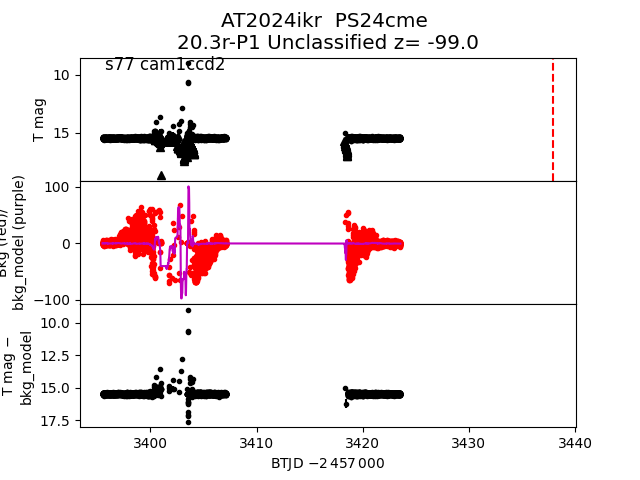 AT2024ikr PS24cme
20.3r-P1 Unclassified z= -99.0
s77 cam1ccd2
T mag
10
15
Bkg (red)/
bkg_model (purple)
100
0
−100
T mag −
bkg_model
10.0
12.5
15.0
17.5
3400 3410 3420 3430 3440
BTJD −2 457 000